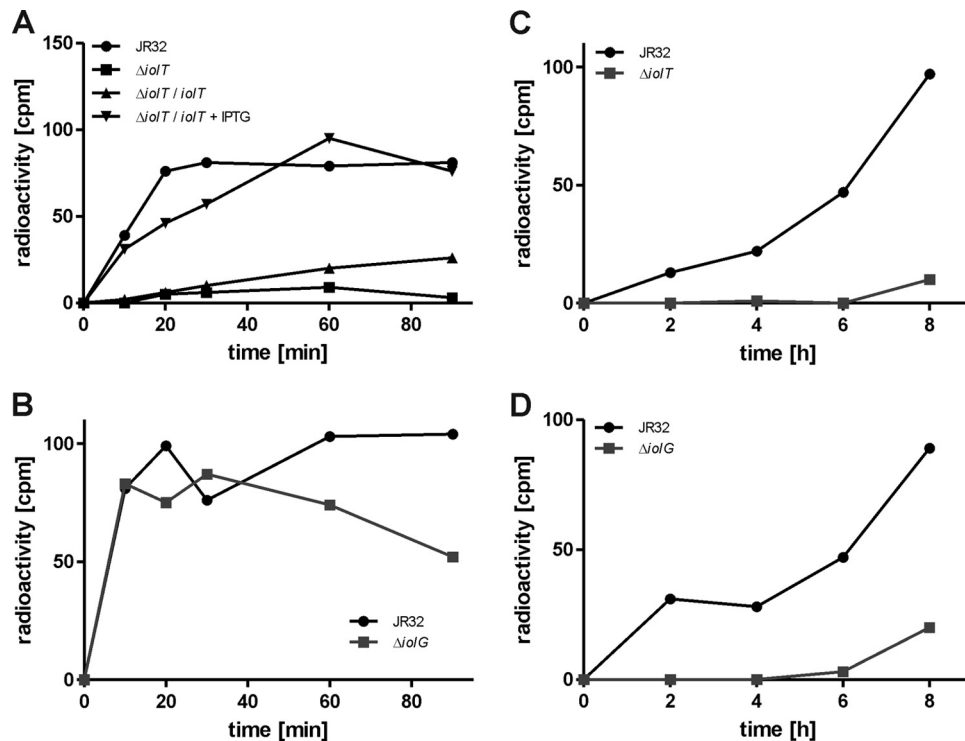 A
JR32
ΔiolT
ΔiolT / iolT
ΔiolT / iolT + IPTG
150
100
50
0
radioactivity [cpm]
0 20 40 60 80
time [min]
B
100
50
0
radioactivity [cpm]
JR32
ΔiolG
0 20 40 60 80
time [min]
C
JR32
ΔiolT
100
50
0
radioactivity [cpm]
0 2 4 6 8
time [h]
D
JR32
ΔiolG
100
50
0
radioactivity [cpm]
0 2 4 6 8
time [h]